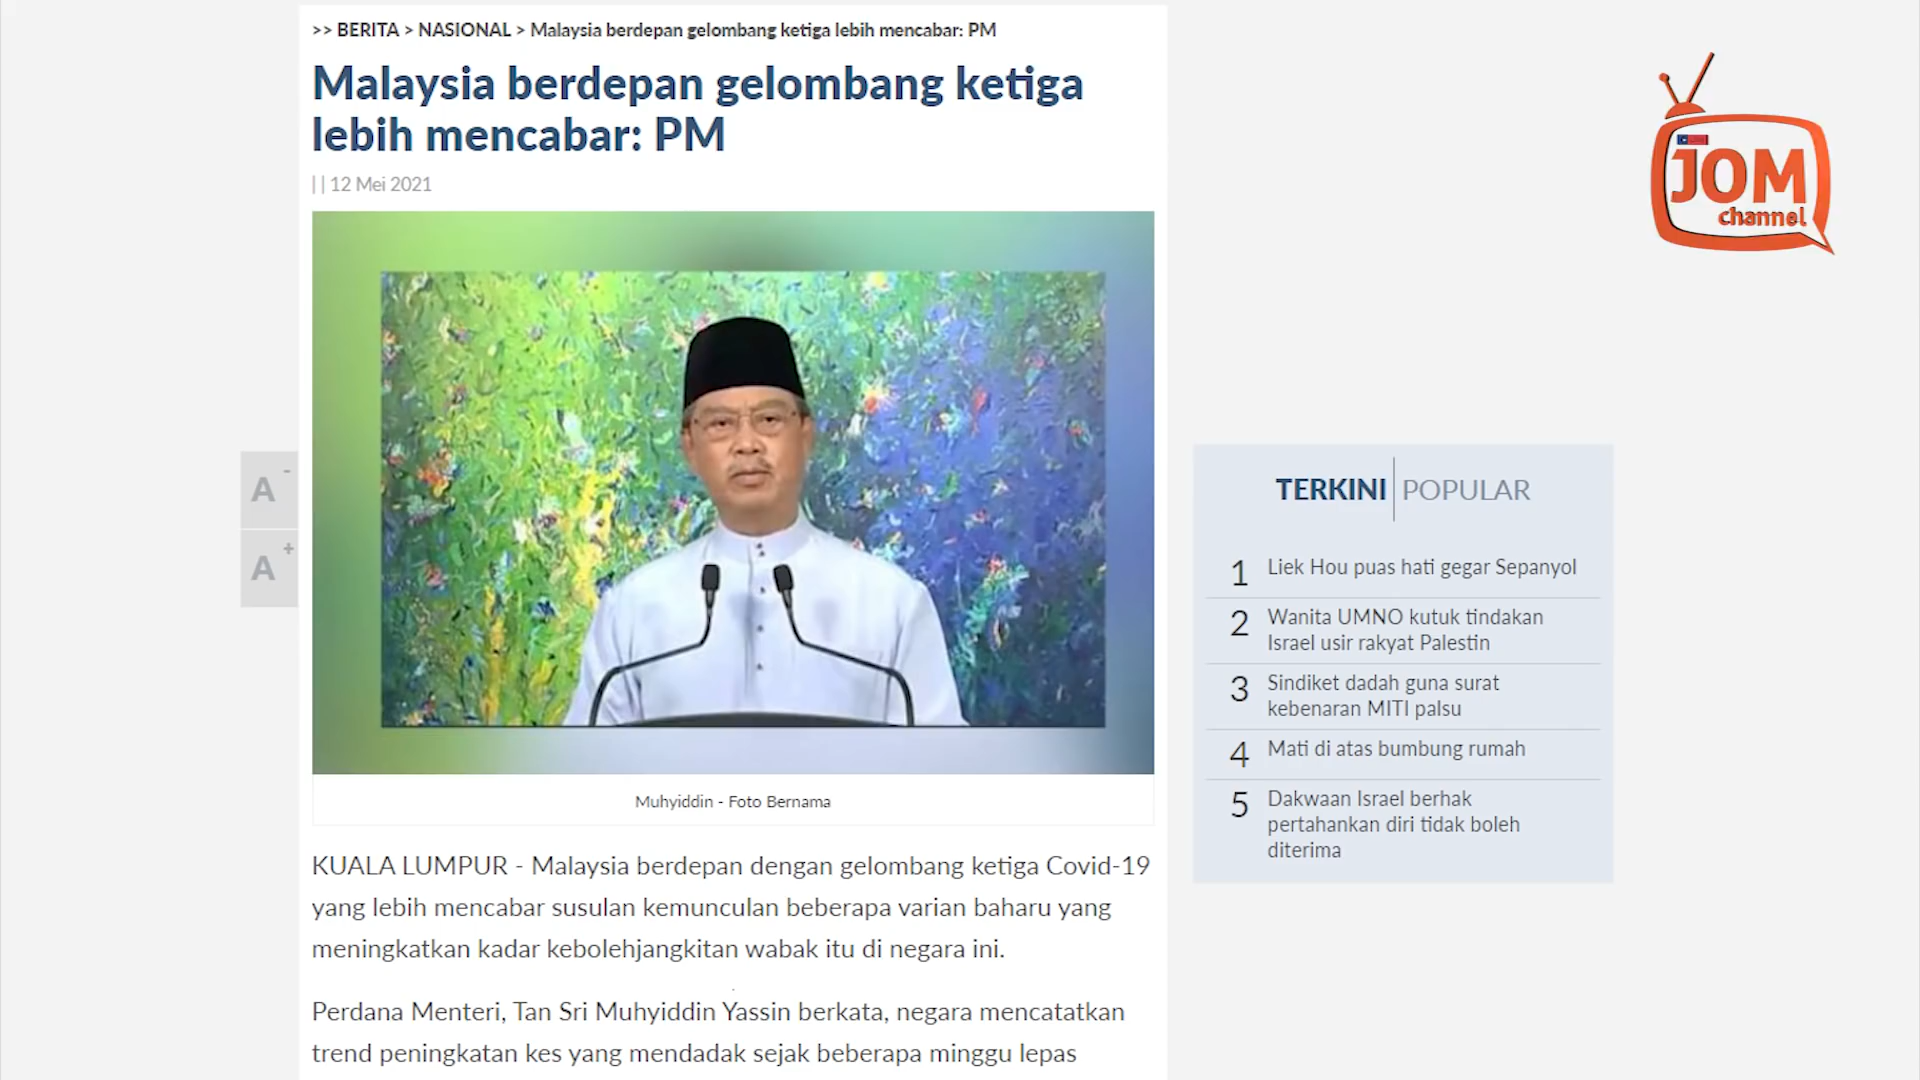 >> BERITA > NASIONAL > Malaysia berdepan gelombang ketiga lebih mencabar: PM
Malaysia berdepan gelombang ketiga
lebih mencabar: PM
|| 12 Mei 2021
JOM
channel
A -
A +
Muhyiddin - Foto Bernama
KUALA LUMPUR - Malaysia berdepan dengan gelombang ketiga Covid-19
yang lebih mencabar susulan kemunculan beberapa varian baharu yang
meningkatkan kadar kebolehjangkitan wabak itu di negara ini.
Perdana Menteri, Tan Sri Muhyiddin Yassin berkata, negara mencatatkan
trend peningkatan kes yang mendadak sejak beberapa minggu lepas
TERKINI POPULAR
1 Liek Hou puas hati gegar Sepanyol
2 Wanita UMNO kutuk tindakan
Israel usir rakyat Palestin
3 Sindiket dadah guna surat
kebenaran MITI palsu
4 Mati di atas bumbung rumah
5 Dakwaan Israel berhak
pertahankan diri tidak boleh
diterima